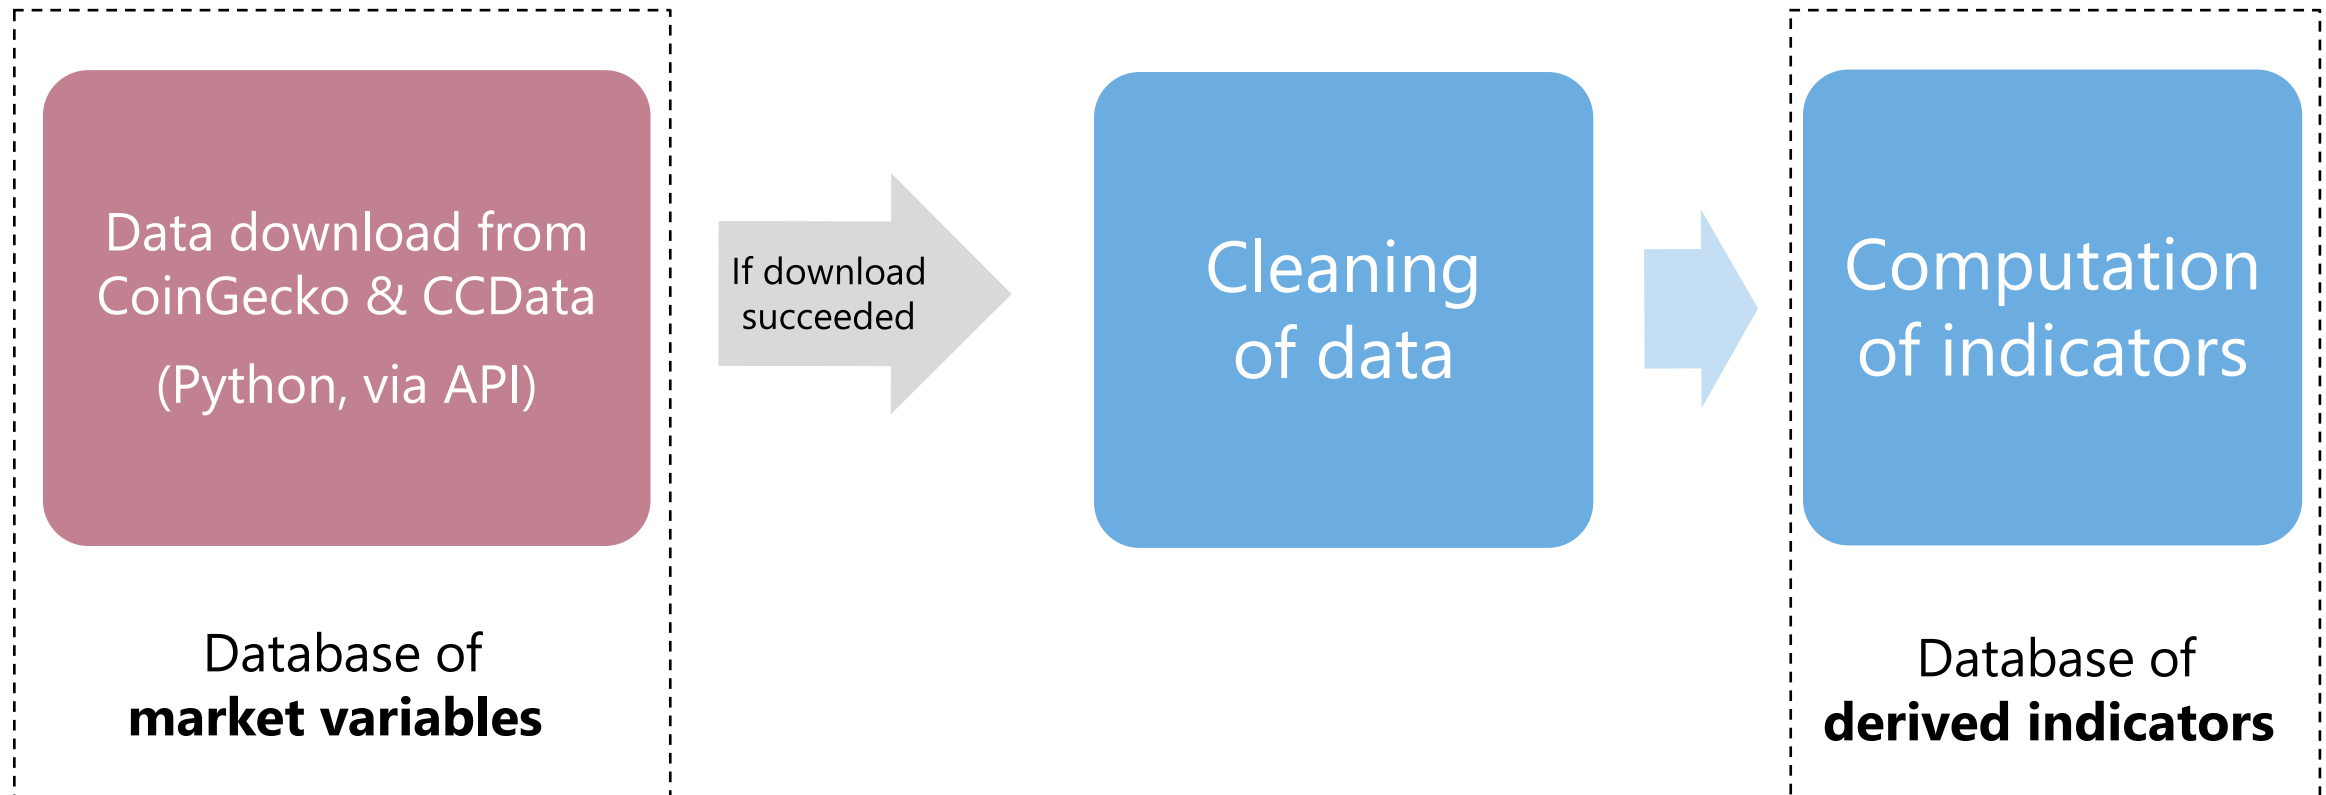 Data download from
CoinGecko & CCData
(Python, via API)
Database of
market variables
If download
succeeded
Cleaning
of data
Computation
of indicators
Database of
derived indicators